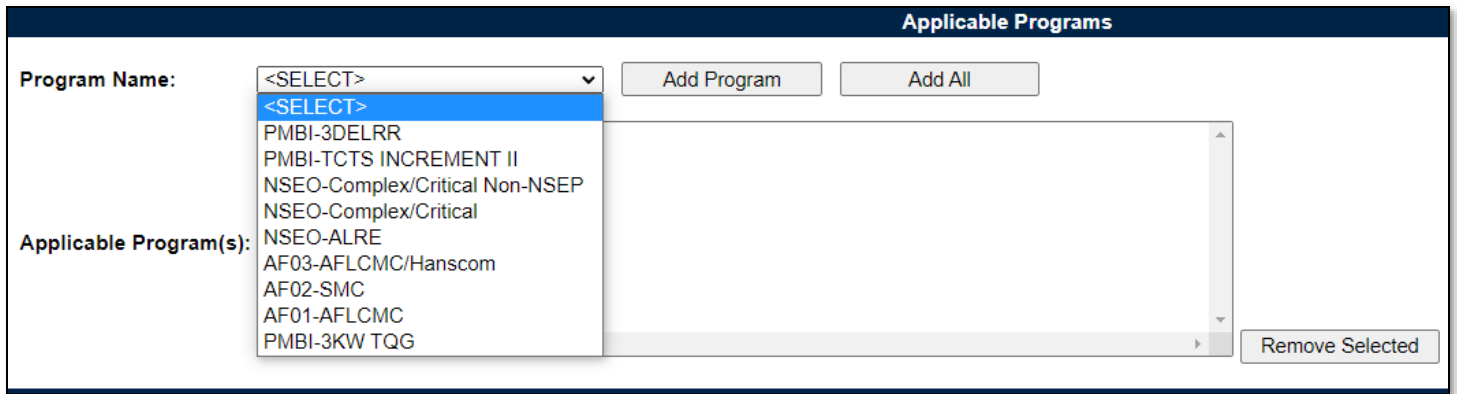 Applicable Programs
Program Name: <SELECT> Add Program Add All
<SELECT>
PMBI-3DELRR
PMBI-TCTS INCREMENT II
NSEO-Complex/Critical Non-NSEP
NSEO-Complex/Critical
Applicable Program(s): NSEO-ALRE
AF03-AFLCMC/Hanscom
AF02-SMC
AF01-AFLCMC
PMBI-3KW TQG
Remove Selected